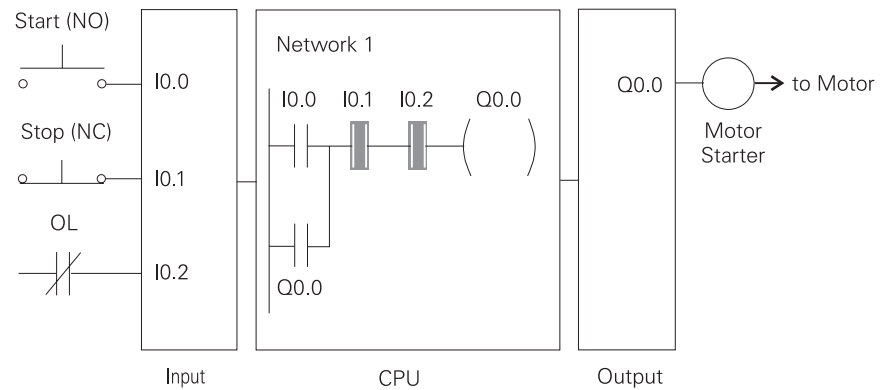 Start (NO)
I0.0
Stop (NC)
I0.1
OL
I0.2
Input
Network 1
I0.0 I0.1 I0.2 Q0.0
Q0.0
CPU
Q0.0
Output
to Motor
Motor
Starter